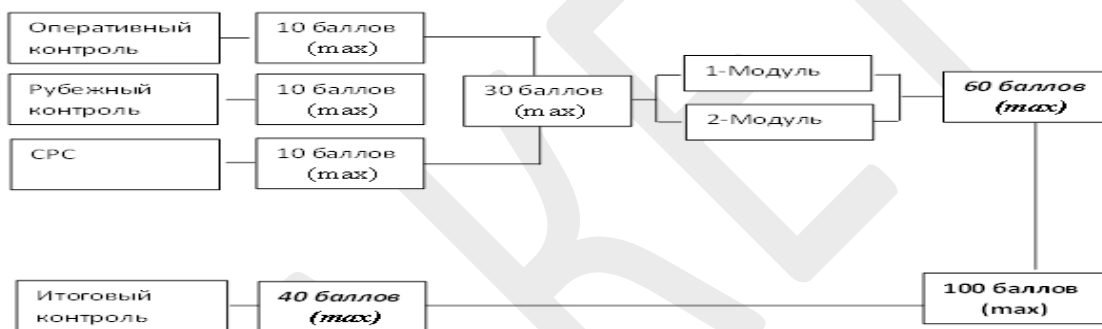 Оперативный
контроль
10 баллов
(max)
Рубежный
контроль
10 баллов
(max)
СРС
10 баллов
(max)
30 баллов
(max)
1-Модуль
2-Модуль
60 баллов
(max)
Итоговый
контроль
40 баллов
(max)
100 баллов
(max)